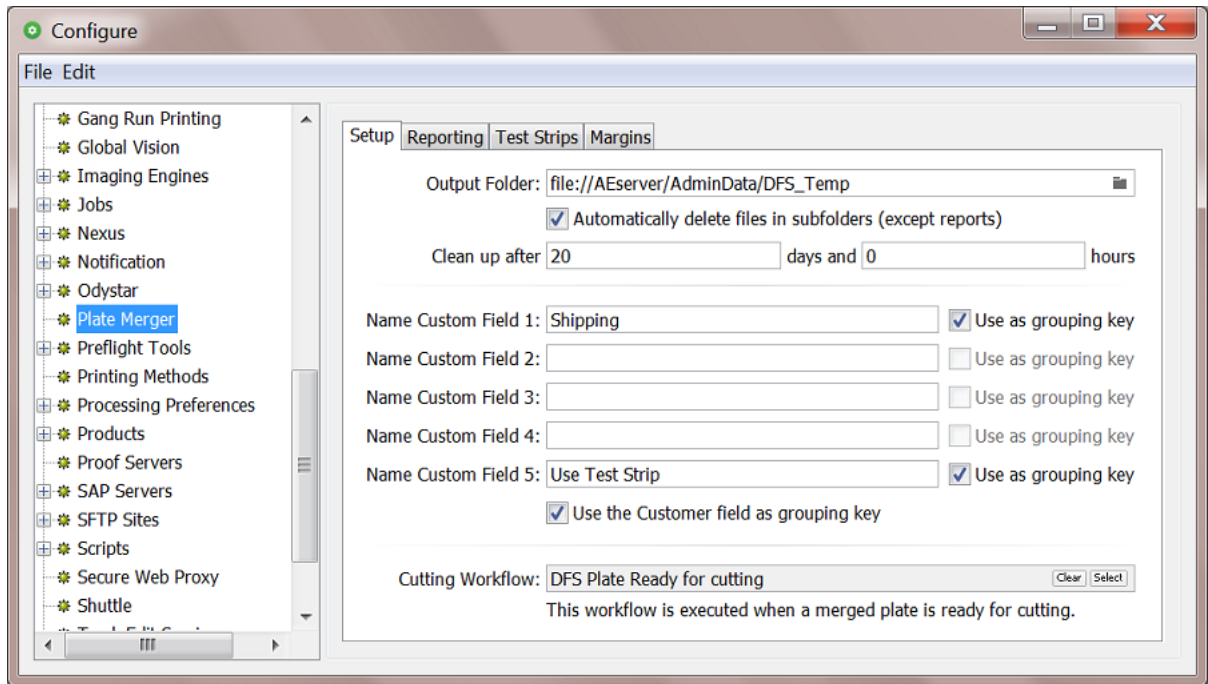 Configure
File Edit
Gang Run Printing
Global Vision
Imaging Engines
Jobs
Nexus
Notification
Odystar
Plate Merger
Preflight Tools
Printing Methods
Processing Preferences
Products
Proof Servers
SAP Servers
SFTP Sites
Scripts
Secure Web Proxy
Shuttle
Setup Reporting Test Strips Margins
Output Folder: file://AEserver/AdminData/DFS_Temp
Automatically delete files in subfolders (except reports)
Clean up after 20 days and 0 hours
Name Custom Field 1: Shipping Use as grouping key
Name Custom Field 2: Use as grouping key
Name Custom Field 3: Use as grouping key
Name Custom Field 4: Use as grouping key
Name Custom Field 5: Use Test Strip Use as grouping key
Use the Customer field as grouping key
Cutting Workflow: DFS Plate Ready for cutting Clear Select
This workflow is executed when a merged plate is ready for cutting.